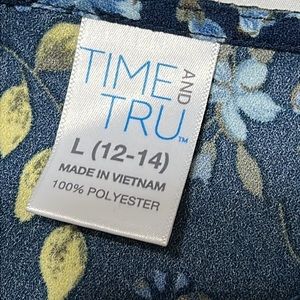 TIME AND
TRU™
L (12-14)
MADE IN VIETNAM
100% POLYESTER